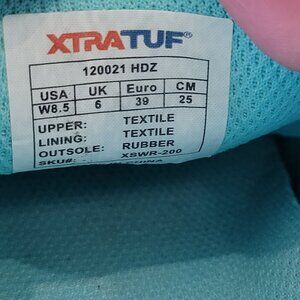 XTRATUF®
120021 HDZ
USA UK Euro CM
W8.5 6 39 25
UPPER: TEXTILE
LINING: TEXTILE
OUTSOLE: RUBBER
SKU#: XSWR-200